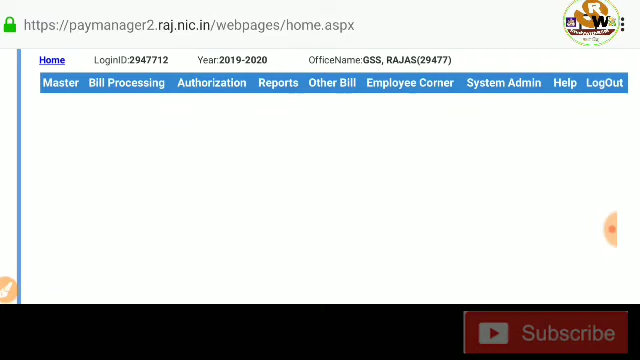 https://paymanager2.raj.nic.in/webpages/home.aspx
Home LoginID:2947712 Year:2019-2020 OfficeName:GSS, RAJAS(29477)
Master Bill Processing Authorization Reports Other Bill Employee Corner System Admin Help LogOut
Subscribe